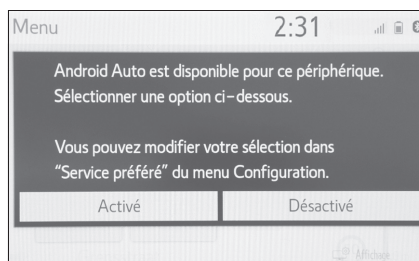 Menu
2:31
Android Auto est disponible pour ce périphérique.
Sélectionner une option ci-dessous.
Vous pouvez modifier votre sélection dans
“Service préféré” du menu Configuration.
Activé
Désactivé
Affichage